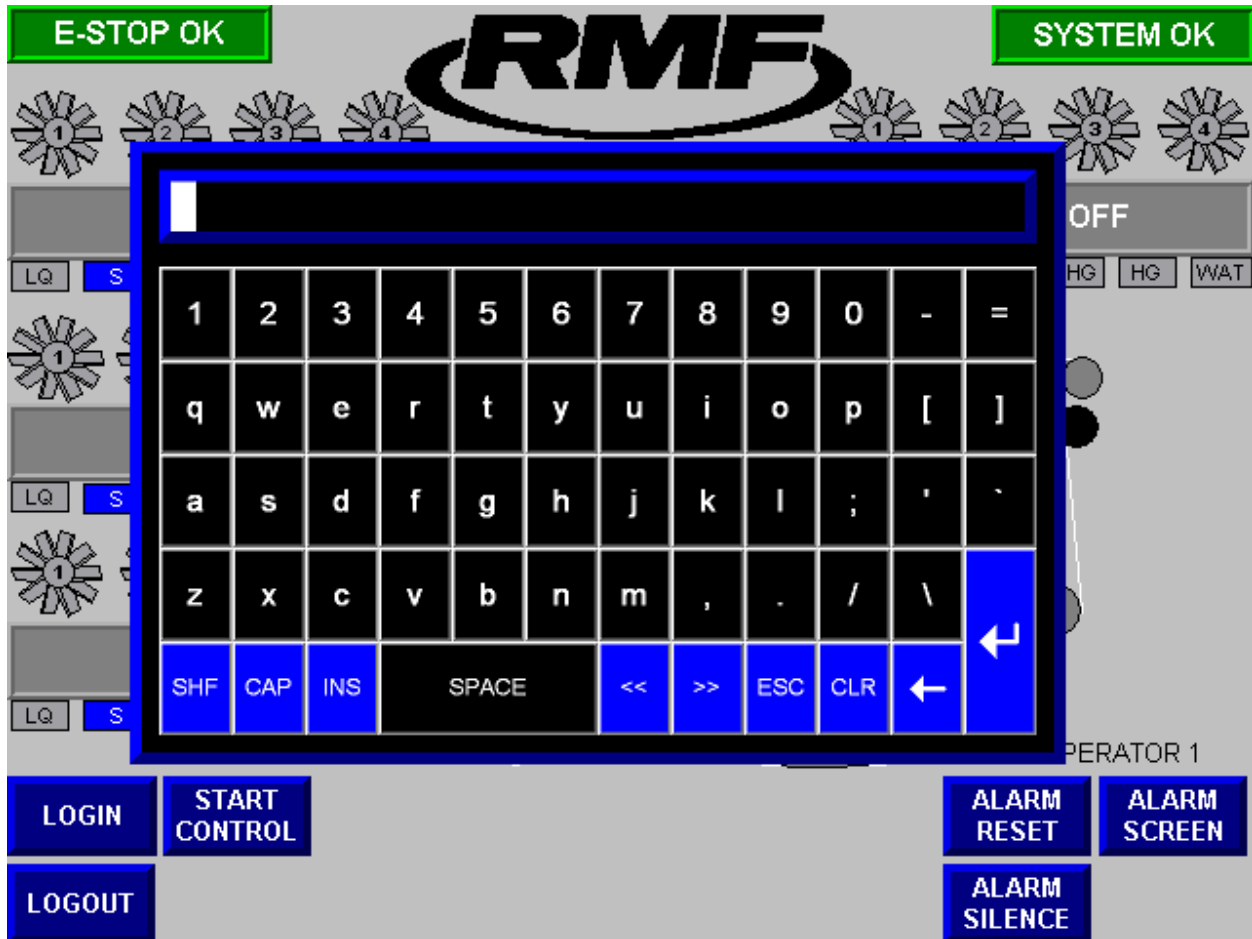 E-STOP OK
RMF
SYSTEM OK
1 2 3 4 1 2 3 4
OFF
LQ S HG HG WAT
1 2 3 4 5 6 7 8 9 0 - =
1
q w e r t y u i o p [ ]
LQ S
a s d f g h j k l ; ' `
1
z x c v b n m , . / \
SHF CAP INS SPACE << >> ESC CLR ← ↵
LQ S
PERATOR 1
LOGIN
START
CONTROL
ALARM
RESET
ALARM
SCREEN
LOGOUT
ALARM
SILENCE